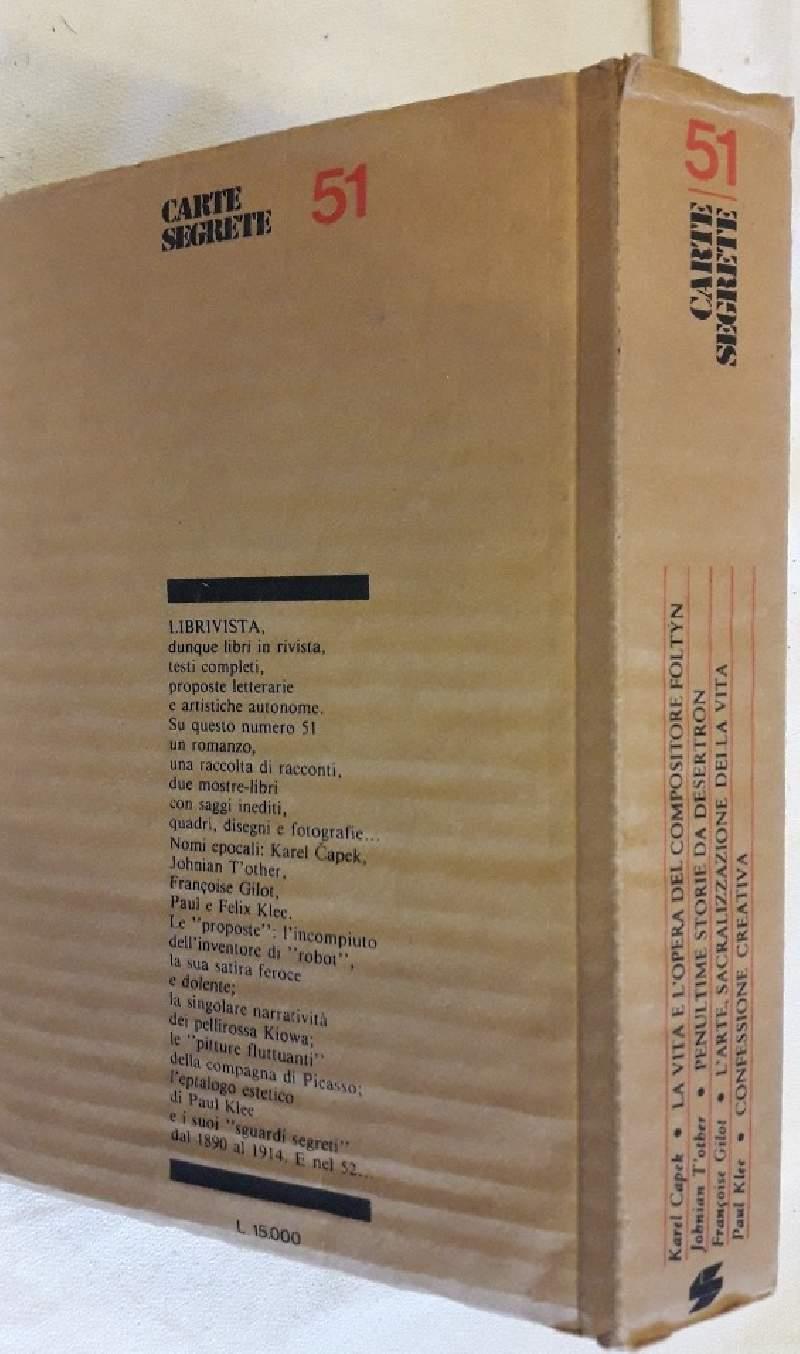 CARTE
SEGRETE
51
LIBRIVISTA,
dunque libri in rivista,
testi completi,
proposte letterarie
e artistiche autonome.
Su questo numero 51
un romanzo,
una raccolta di racconti,
due mostre-libri
con saggi inediti,
quadri, disegni e fotografie...
Nomi epocali: Karel Čapek,
Johnian T'other,
Françoise Gilot,
Paul e Felix Klee.
Le "proposte": l'incompiuto
dell'inventore di "robot",
la sua satira feroce
e dolente;
la singolare narratività
dei pellirossa Kiowa;
le "pitture fluttuanti"
della compagna di Picasso;
l'eptalogo estetico
di Paul Klee
e i suoi "sguardi segreti"
dal 1890 al 1914. E nel 52...
L. 15.000
CARTE
SEGRETE / 51
Karel Capek • LA VITA E L'OPERA DEL COMPOSITORE FOLTÝN
Johnian T'other • PENULTIME STORIE DA DESERTRON
Françoise Gilot • L'ARTE, SACRALIZZAZIONE DELLA VITA
Paul Klee • CONFESSIONE CREATIVA